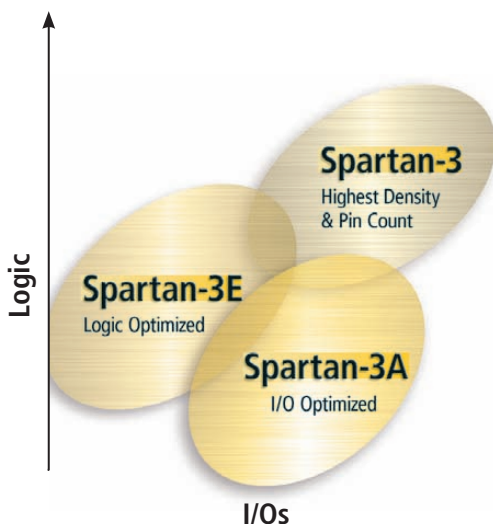 Logic
Spartan-3
Highest Density
& Pin Count
Spartan-3E
Logic Optimized
Spartan-3A
I/O Optimized
I/Os